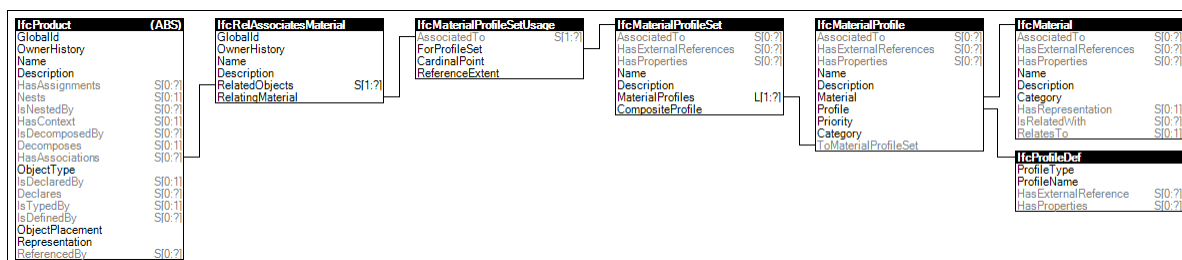 IfcProduct (ABS)
GlobalId
OwnerHistory
Name
Description
HasAssignments S[0:?]
Nests S[0:1]
IsNestedBy S[0:?]
HasContext S[0:1]
IsDecomposedBy S[0:?]
Decomposes S[0:1]
HasAssociations S[0:?]
ObjectType
IsDeclaredBy S[0:1]
Declares S[0:?]
IsTypedBy S[0:1]
IsDefinedBy S[0:?]
ObjectPlacement
Representation
ReferencedBy S[0:?]
IfcRelAssociatesMaterial
GlobalId
OwnerHistory
Name
Description
RelatedObjects S[1:?]
RelatingMaterial
IfcMaterialProfileSetUsage
AssociatedTo S[1:?]
ForProfileSet
CardinalPoint
ReferenceExtent
IfcMaterialProfileSet
AssociatedTo S[0:?]
HasExternalReferences S[0:?]
HasProperties S[0:?]
Name
Description
MaterialProfiles L[1:?]
CompositeProfile
IfcMaterialProfile
AssociatedTo S[0:?]
HasExternalReferences S[0:?]
HasProperties S[0:?]
Name
Description
Material
Profile
Priority
Category
ToMaterialProfileSet
IfcMaterial
AssociatedTo S[0:?]
HasExternalReferences S[0:?]
HasProperties S[0:?]
Name
Description
Category
HasRepresentation S[0:1]
IsRelatedWith S[0:?]
RelatesTo S[0:1]
IfcProfileDef
ProfileType
ProfileName
HasExternalReference S[0:?]
HasProperties S[0:?]